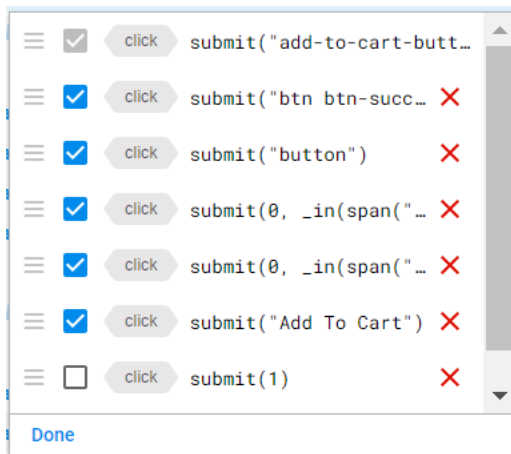 click submit("add-to-cart-butt…
click submit("btn btn-succ…
click submit("button")
click submit(0, _in(span("…
click submit(0, _in(span("…
click submit("Add To Cart")
click submit(1)
Done